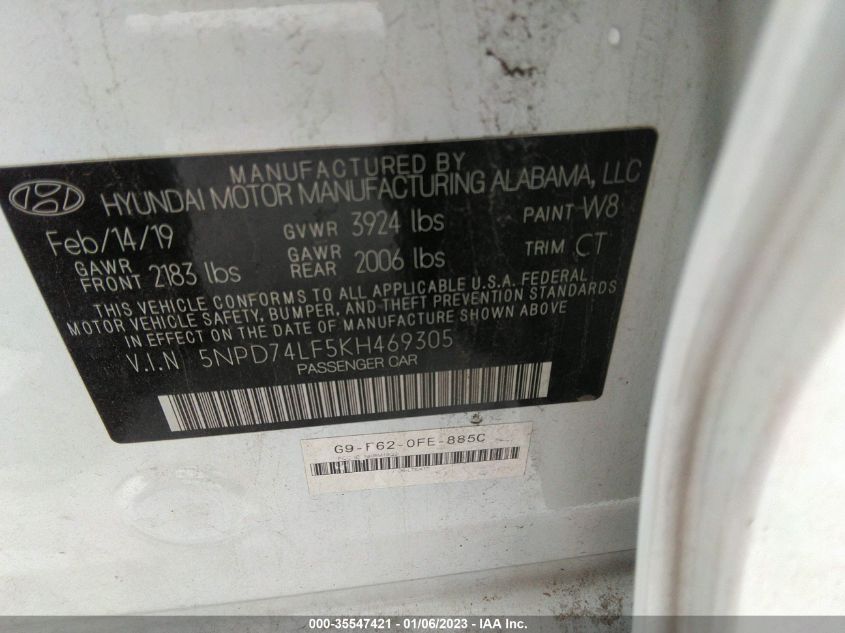 MANUFACTURED BY
HYUNDAI MOTOR MANUFACTURING ALABAMA, LLC
Feb/14/19 GVWR 3924 lbs PAINT W8
GAWR FRONT 2183 lbs GAWR REAR 2006 lbs TRIM CT
THIS VEHICLE CONFORMS TO ALL APPLICABLE U.S.A. FEDERAL
MOTOR VEHICLE SAFETY, BUMPER, AND THEFT PREVENTION STANDARDS
IN EFFECT ON THE DATE OF MANUFACTURE SHOWN ABOVE.
V.I.N 5NPD74LF5KH469305
PASSENGER CAR
G9-F62-0FE-885C
000-35547421 - 01/06/2023 - IAA Inc.